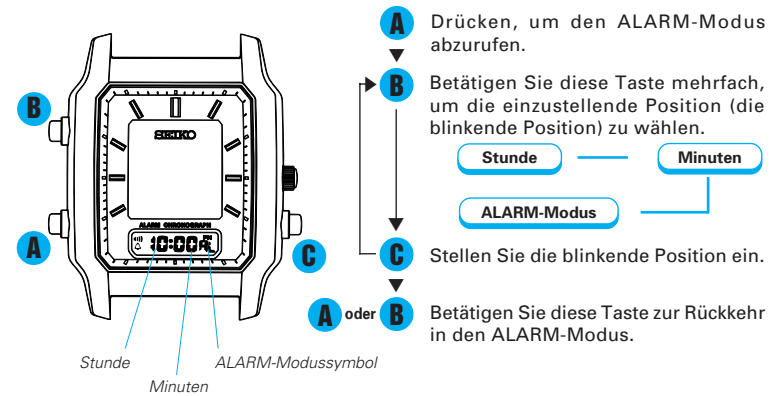 B
A
C
SEIKO
ALARM CHRONOGRAPH
10:00 PM AL
Stunde
Minuten
ALARM-Modussymbol
A Drücken, um den ALARM-Modus
abzurufen.
B Betätigen Sie diese Taste mehrfach,
um die einzustellende Position (die
blinkende Position) zu wählen.
Stunde Minuten
ALARM-Modus
C Stellen Sie die blinkende Position ein.
A oder B Betätigen Sie diese Taste zur Rückkehr
in den ALARM-Modus.